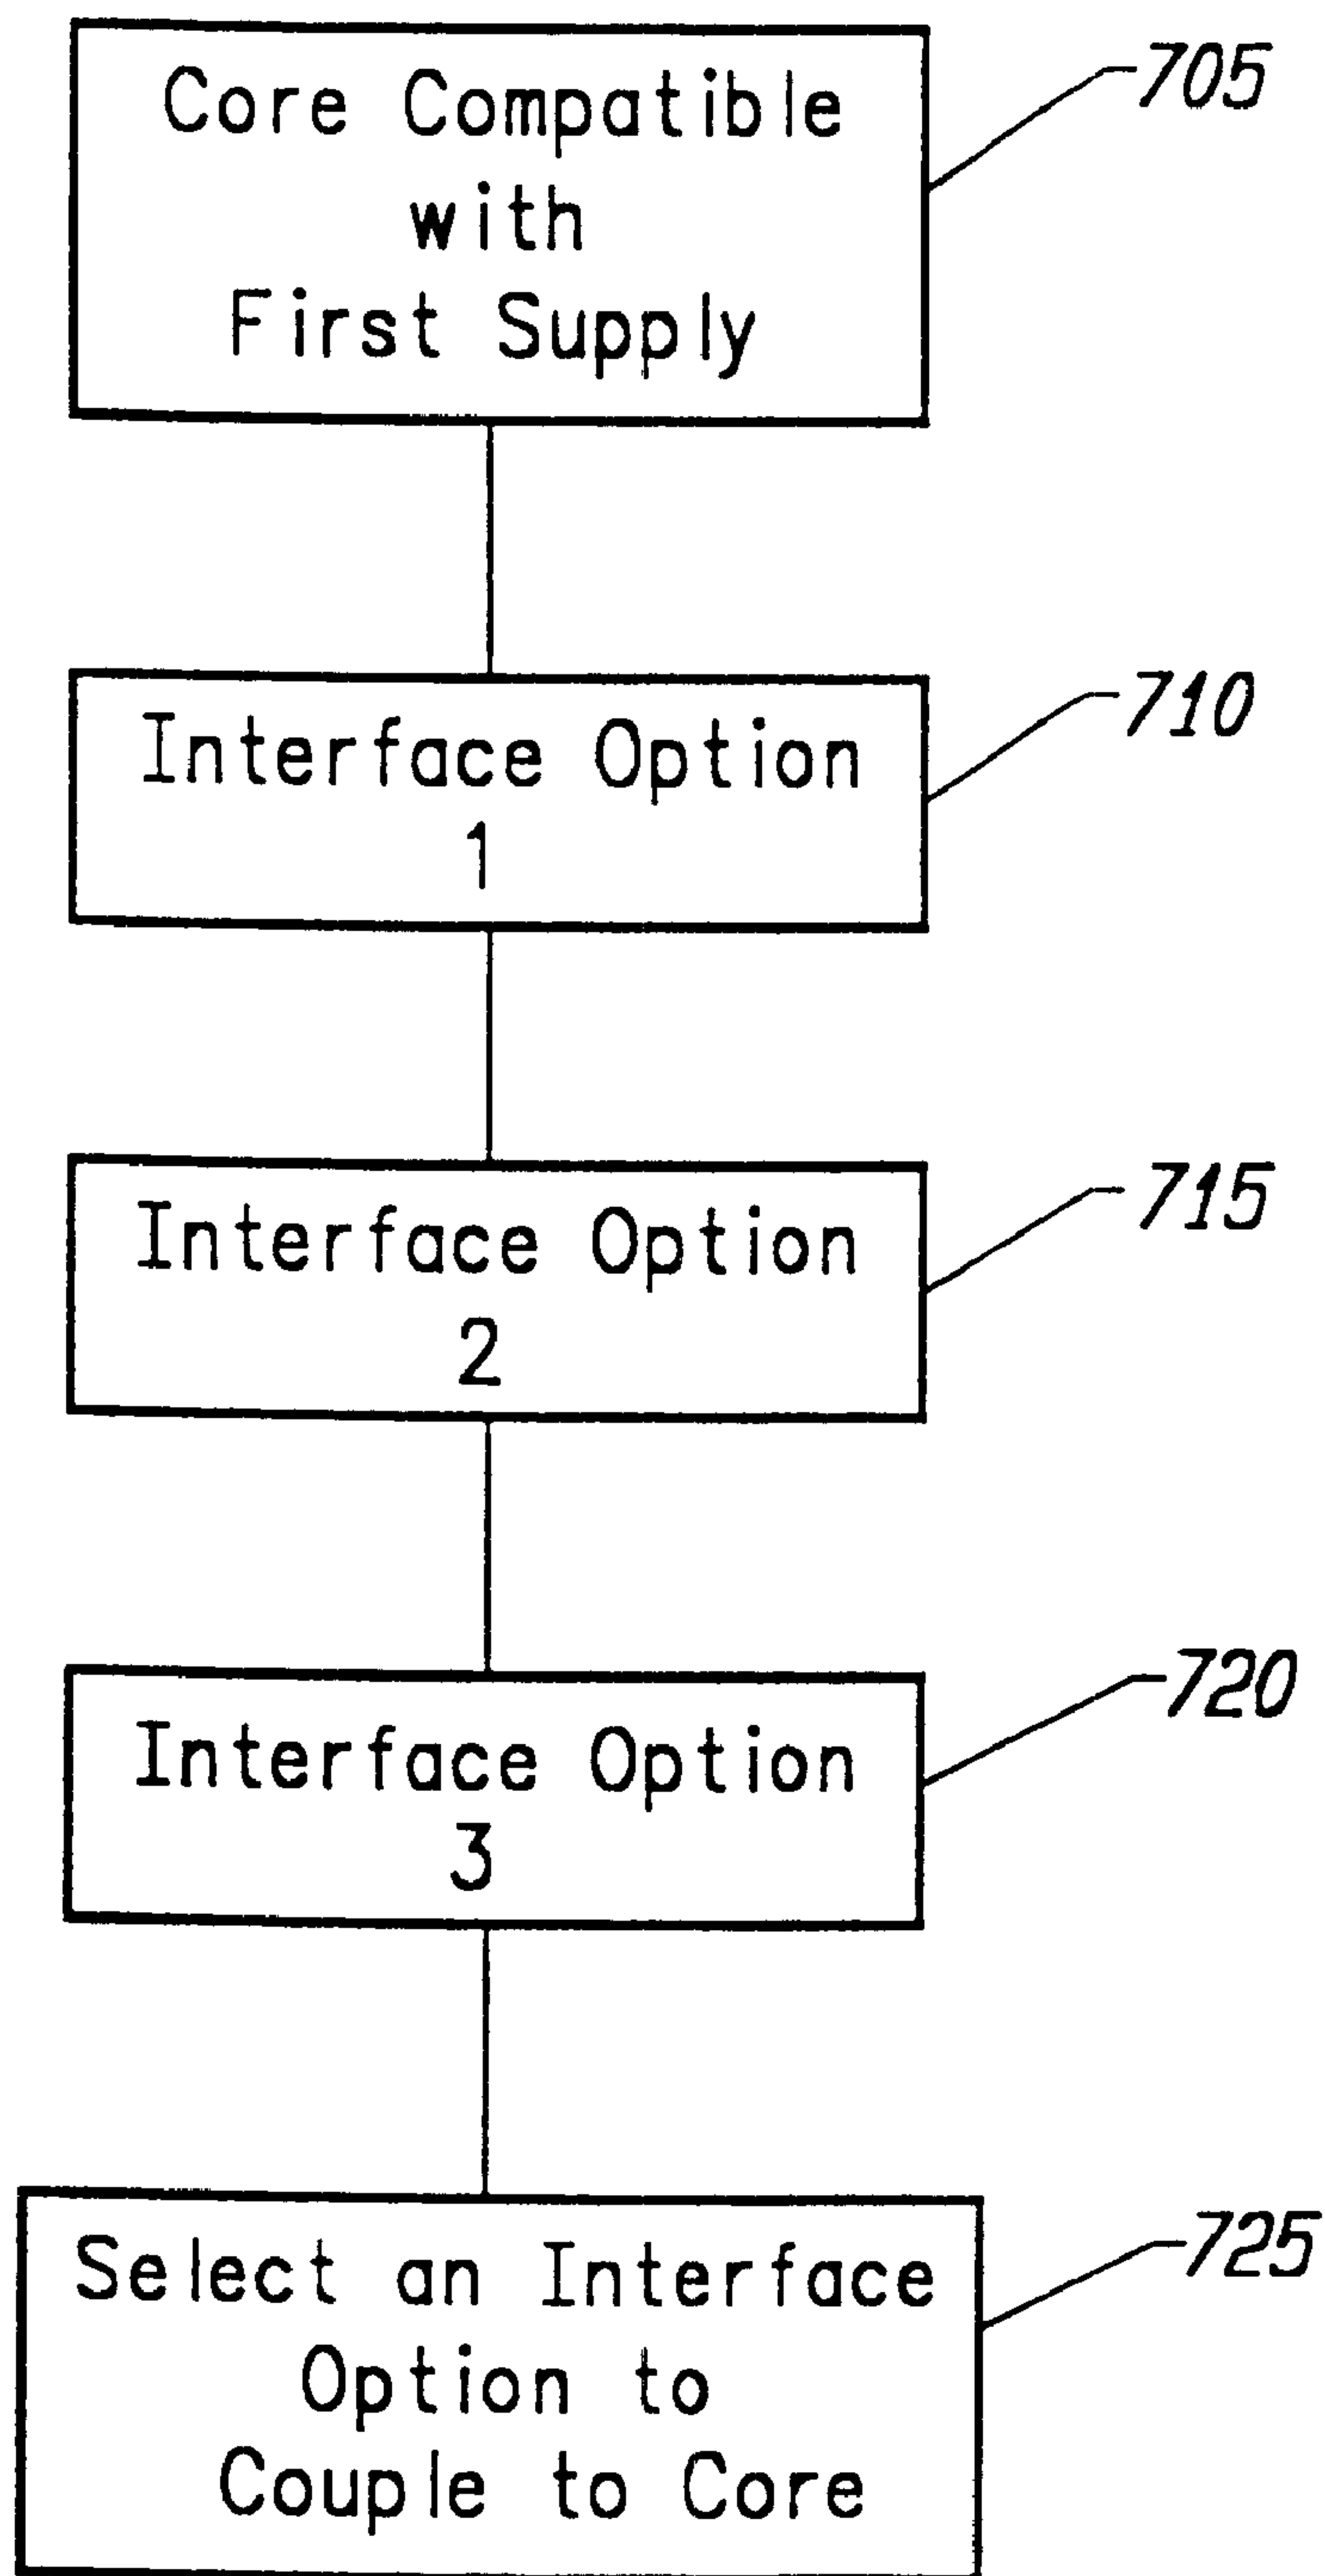 Core Compatible
with
First Supply
705
Interface Option
1
710
Interface Option
2
715
Interface Option
3
720
Select an Interface
Option to
Couple to Core
725